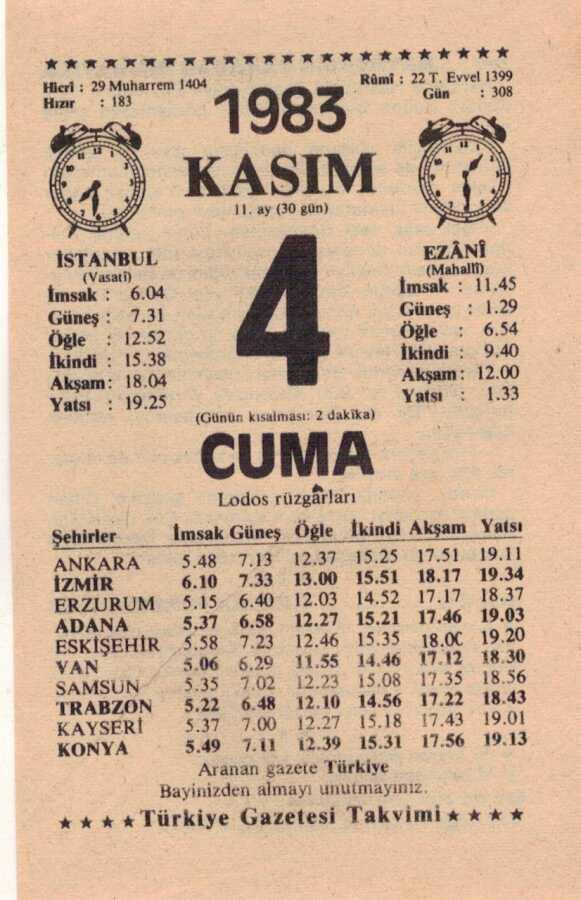 ★★★★★★★★★★★★★★★★★★★★★★
Hicrî : 29 Muharrem 1404
Hızır : 183
Rûmî : 22 T. Evvel 1399
Gün : 308
1983
KASIM
11. ay (30 gün)
4
İSTANBUL
(Vasatî)
İmsak : 6.04
Güneş : 7.31
Öğle : 12.52
İkindi : 15.38
Akşam: 18.04
Yatsı : 19.25
EZÂNÎ
(Mahallî)
İmsak : 11.45
Güneş : 1.29
Öğle : 6.54
İkindi : 9.40
Akşam: 12.00
Yatsı : 1.33
(Günün kısalması: 2 dakika)
CUMA
Lodos rüzgârları
Şehirler İmsak Güneş Öğle İkindi Akşam Yatsı
ANKARA 5.48 7.13 12.37 15.25 17.51 19.11
İZMİR 6.10 7.33 13.00 15.51 18.17 19.34
ERZURUM 5.15 6.40 12.03 14.52 17.17 18.37
ADANA 5.37 6.58 12.27 15.21 17.46 19.03
ESKİŞEHİR 5.58 7.23 12.46 15.35 18.00 19.20
VAN 5.06 6.29 11.55 14.46 17.12 18.30
SAMSUN 5.35 7.02 12.23 15.08 17.35 18.56
TRABZON 5.22 6.48 12.10 14.56 17.22 18.43
KAYSERİ 5.37 7.00 12.27 15.18 17.43 19.01
KONYA 5.49 7.11 12.39 15.31 17.56 19.13
Aranan gazete Türkiye
Bayinizden almayı unutmayınız.
★★★★Türkiye Gazetesi Takvimi★★★★